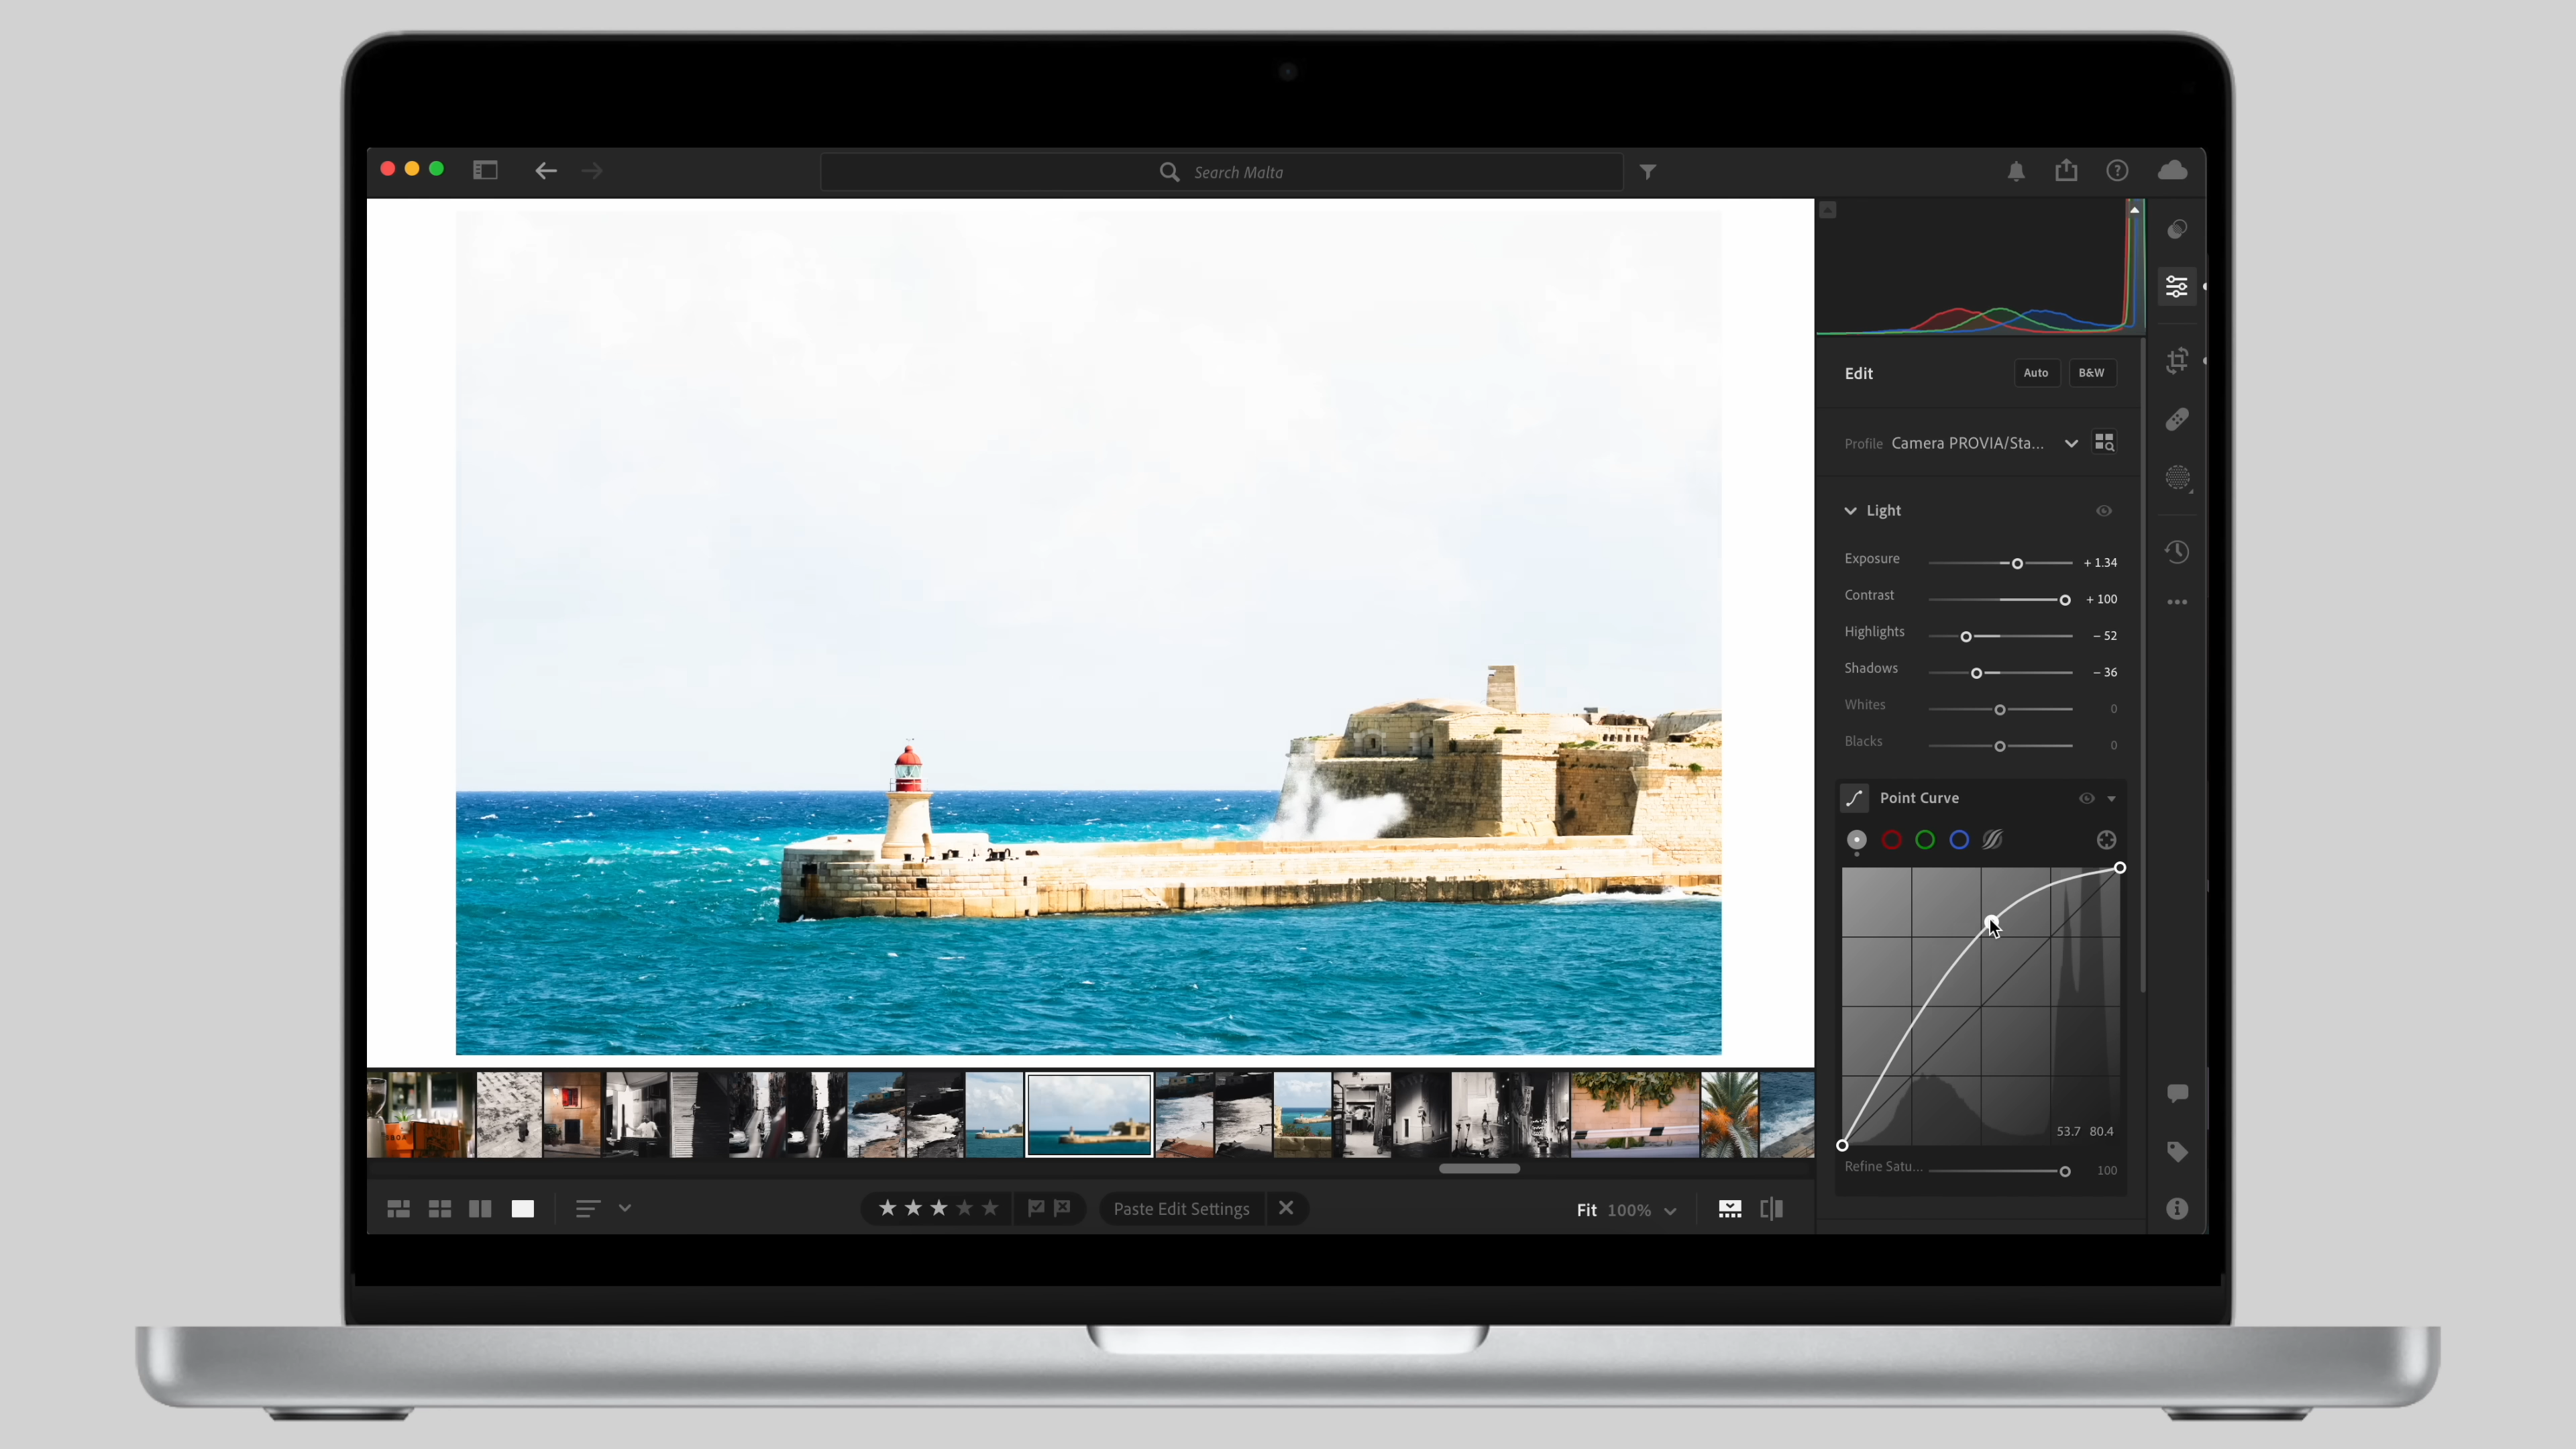 Search Malta
Edit
Auto
B&W
Profile Camera PROVIA/Sta...
Light
Exposure + 1.34
Contrast + 100
Highlights – 52
Shadows – 36
Whites 0
Blacks 0
Point Curve
53.7 80.4
Refine Satu... 100
Paste Edit Settings
Fit 100%